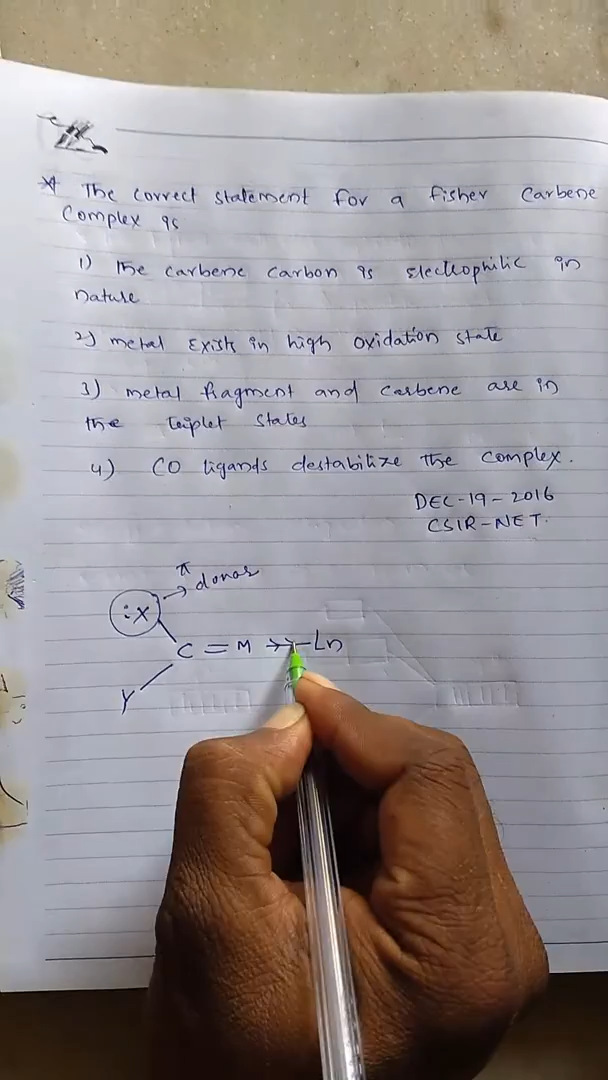 * The correct statement for a fisher Carbene
Complex is
1) The carbene carbon is electrophilic in
nature
2) metal exists in high oxidation state
3) metal fragment and carbene are in
the triplet states
4) CO ligands destabilize the complex.
DEC-19-2016
CSIR-NET.
π
donor
:X
C = M → Ln
Y